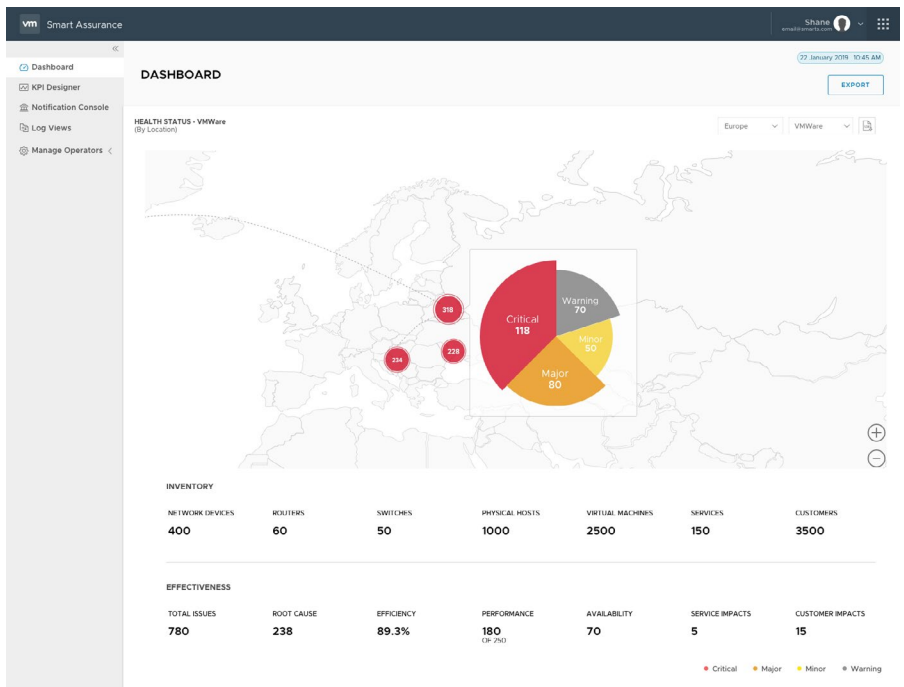 vm Smart Assurance
Shane
email@smarts.com
«
Dashboard
KPI Designer
Notification Console
Log Views
Manage Operators
DASHBOARD
22 January 2019 10:45 AM
EXPORT
HEALTH STATUS - VMWare
(By Location)
Europe
VMWare
318
228
234
Critical
118
Warning
70
Minor
50
Major
80
INVENTORY
NETWORK DEVICES ROUTERS SWITCHES PHYSICAL HOSTS VIRTUAL MACHINES SERVICES CUSTOMERS
400 60 50 1000 2500 150 3500
EFFECTIVENESS
TOTAL ISSUES ROOT CAUSE EFFICIENCY PERFORMANCE AVAILABILITY SERVICE IMPACTS CUSTOMER IMPACTS
780 238 89.3% 180 70 5 15
OF 250
Critical Major Minor Warning